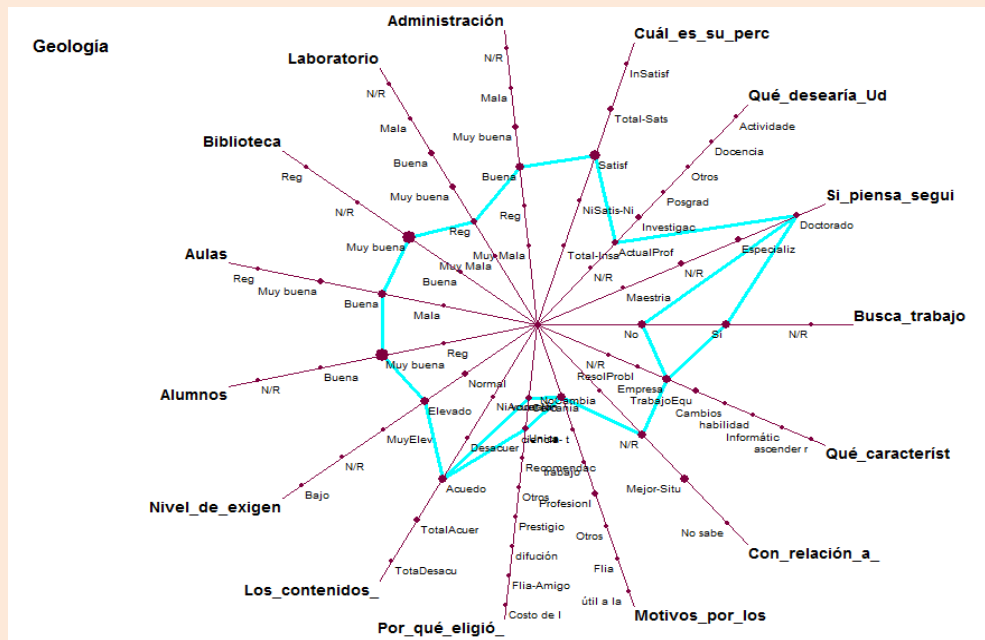 Geología
Administración
N/R
Mala
Muy buena
Buena
Reg
Muy Mala
Cuál_es_su_perc
InSatisf
Total-Sats
Satisf
NiSatis-Ni
Total-Insa
Qué_desearía_Ud
Actividade
Docencia
Otros
Posgrad
Investigac
ActualProf
N/R
Si_piensa_segui
Doctorado
Especializ
N/R
Maestria
Busca_trabajo
N/R
Si
No
Qué_característ
ascender r
Informátic
habilidad
Cambios
TrabajoEqu
Empresa
ResolProbl
N/R
Con_relación_a_
No sabe
Mejor-Situ
N/R
Motivos_por_los
útil a la
Flia
Otros
ProfesionI
trabajo
Por_qué_eligió_
Costo de I
Flia-Amigo
difución
Prestigio
Otros
Recomendac
Los_contenidos_
TotaDesacu
TotalAcuer
Acuedo
Desacuer
Nivel_de_exigen
Bajo
N/R
MuyElev
Elevado
Normal
Alumnos
N/R
Buena
Muy buena
Reg
Aulas
Reg
Muy buena
Buena
Mala
Biblioteca
Reg
N/R
Muy buena
Muy Mala
Buena
Laboratorio
N/R
Mala
Buena
Muy buena
Reg